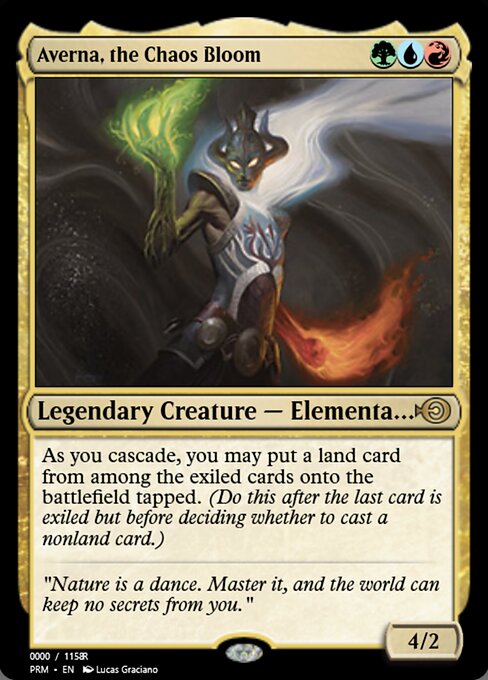 Averna, the Chaos Bloom
Legendary Creature — Elementa...
As you cascade, you may put a land card
from among the exiled cards onto the
battlefield tapped. (Do this after the last card is
exiled but before deciding whether to cast a
nonland card.)
"Nature is a dance. Master it, and the world can
keep no secrets from you."
4/2
0000 / 1158R
PRM • EN Lucas Graciano